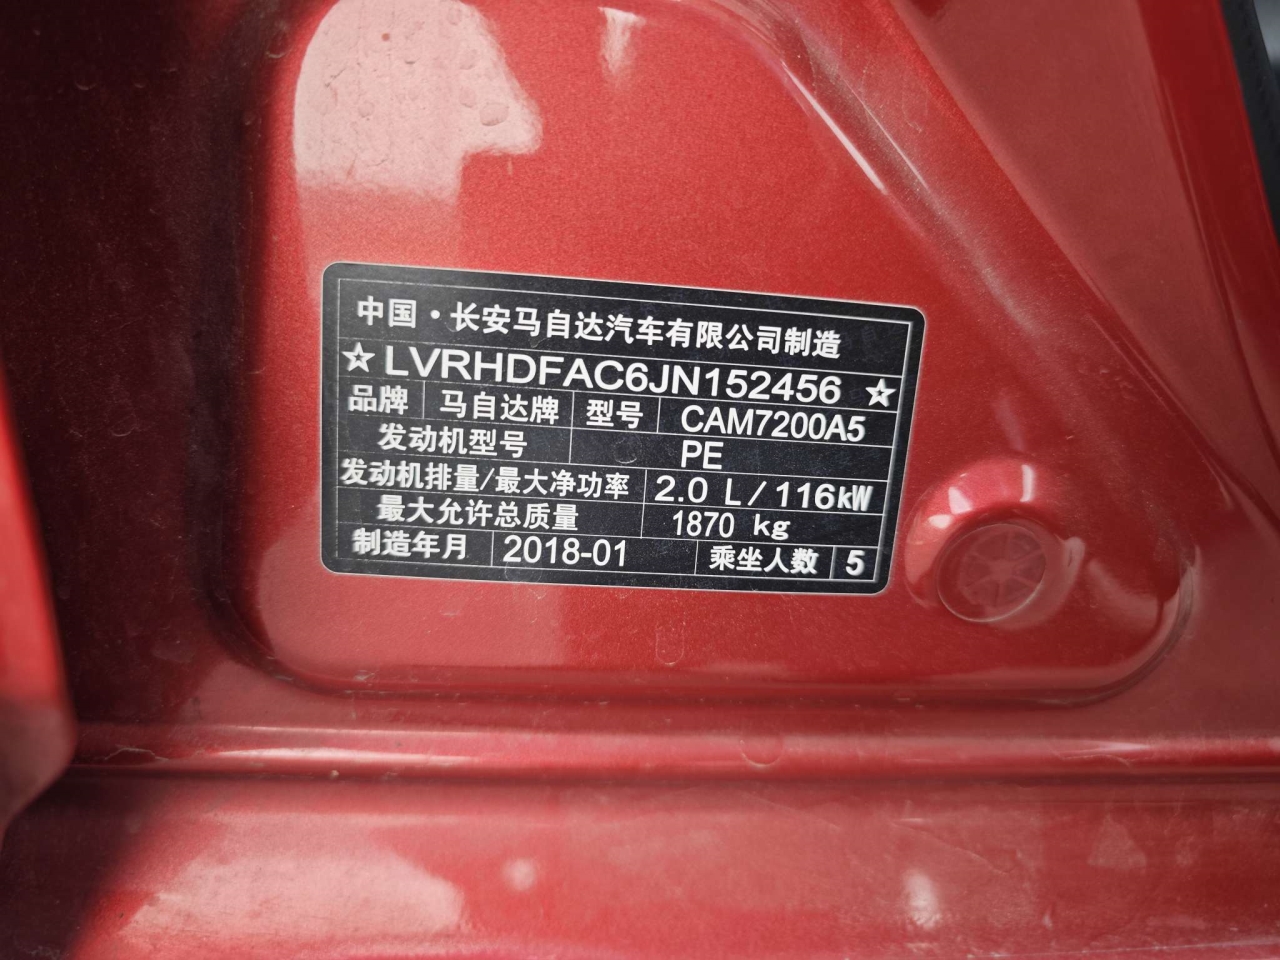 中国·长安马自达汽车有限公司制造
☆LVRHDFAC6JN152456☆
品牌 马自达牌 型号 CAM7200A5
发动机型号 PE
发动机排量/最大净功率 2.0 L/116kW
最大允许总质量 1870 kg
制造年月 2018-01 乘坐人数 5